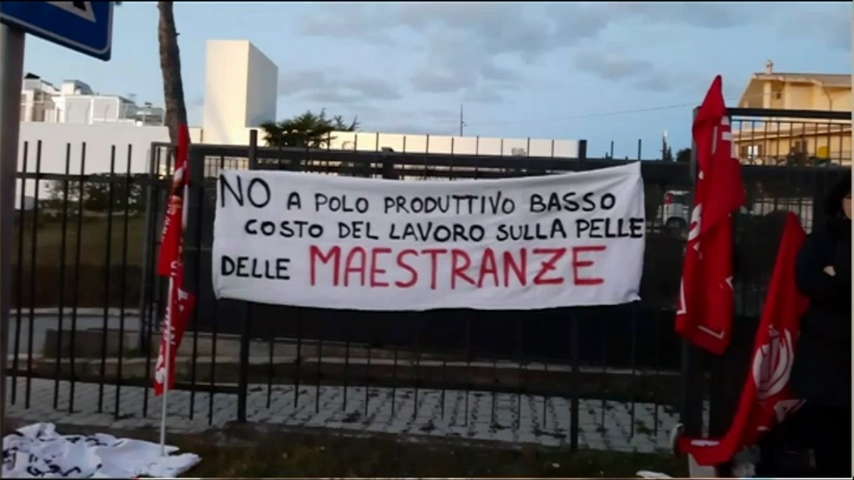 NO A POLO PRODUTTIVO BASSO
COSTO DEL LAVORO SULLA PELLE
DELLE MAESTRANZE